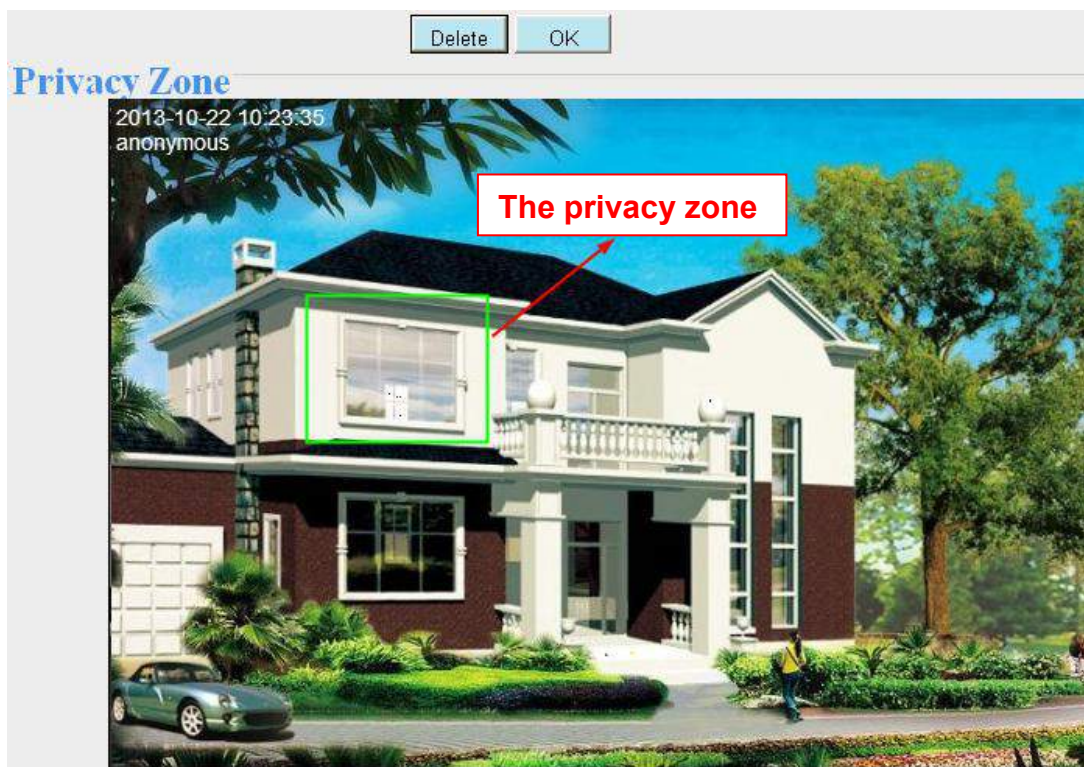 Delete OK
Privacy Zone
2013-10-22 10:23:35
anonymous
The privacy zone